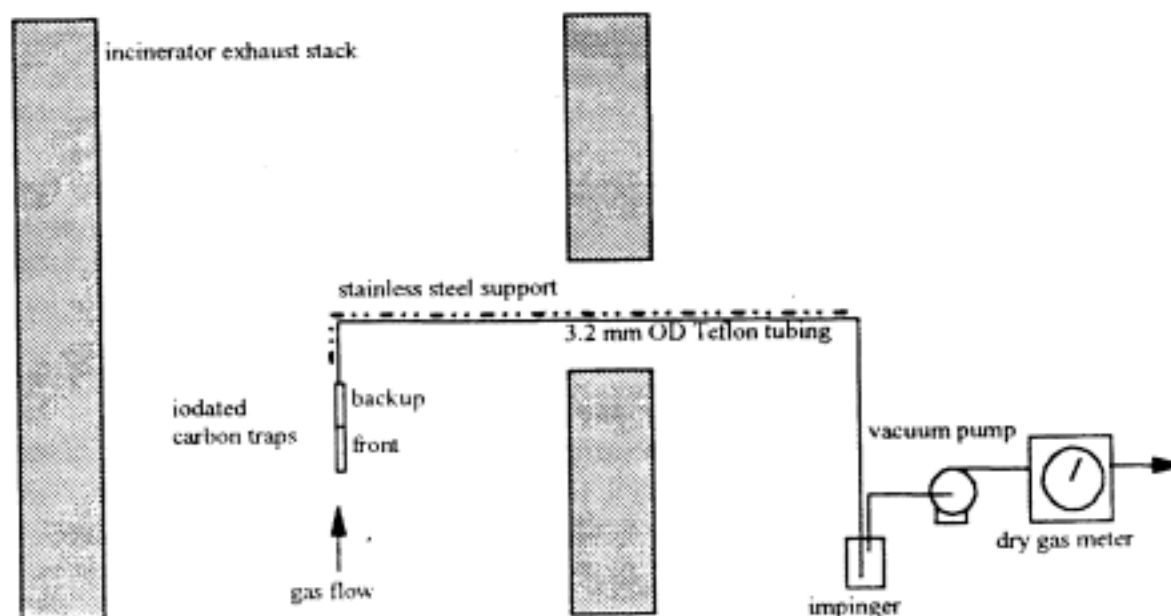 incinerator exhaust stack
stainless steel support
3.2 mm OD Teflon tubing
iodated
carbon traps
backup
front
vacuum pump
gas flow
dry gas meter
impinger